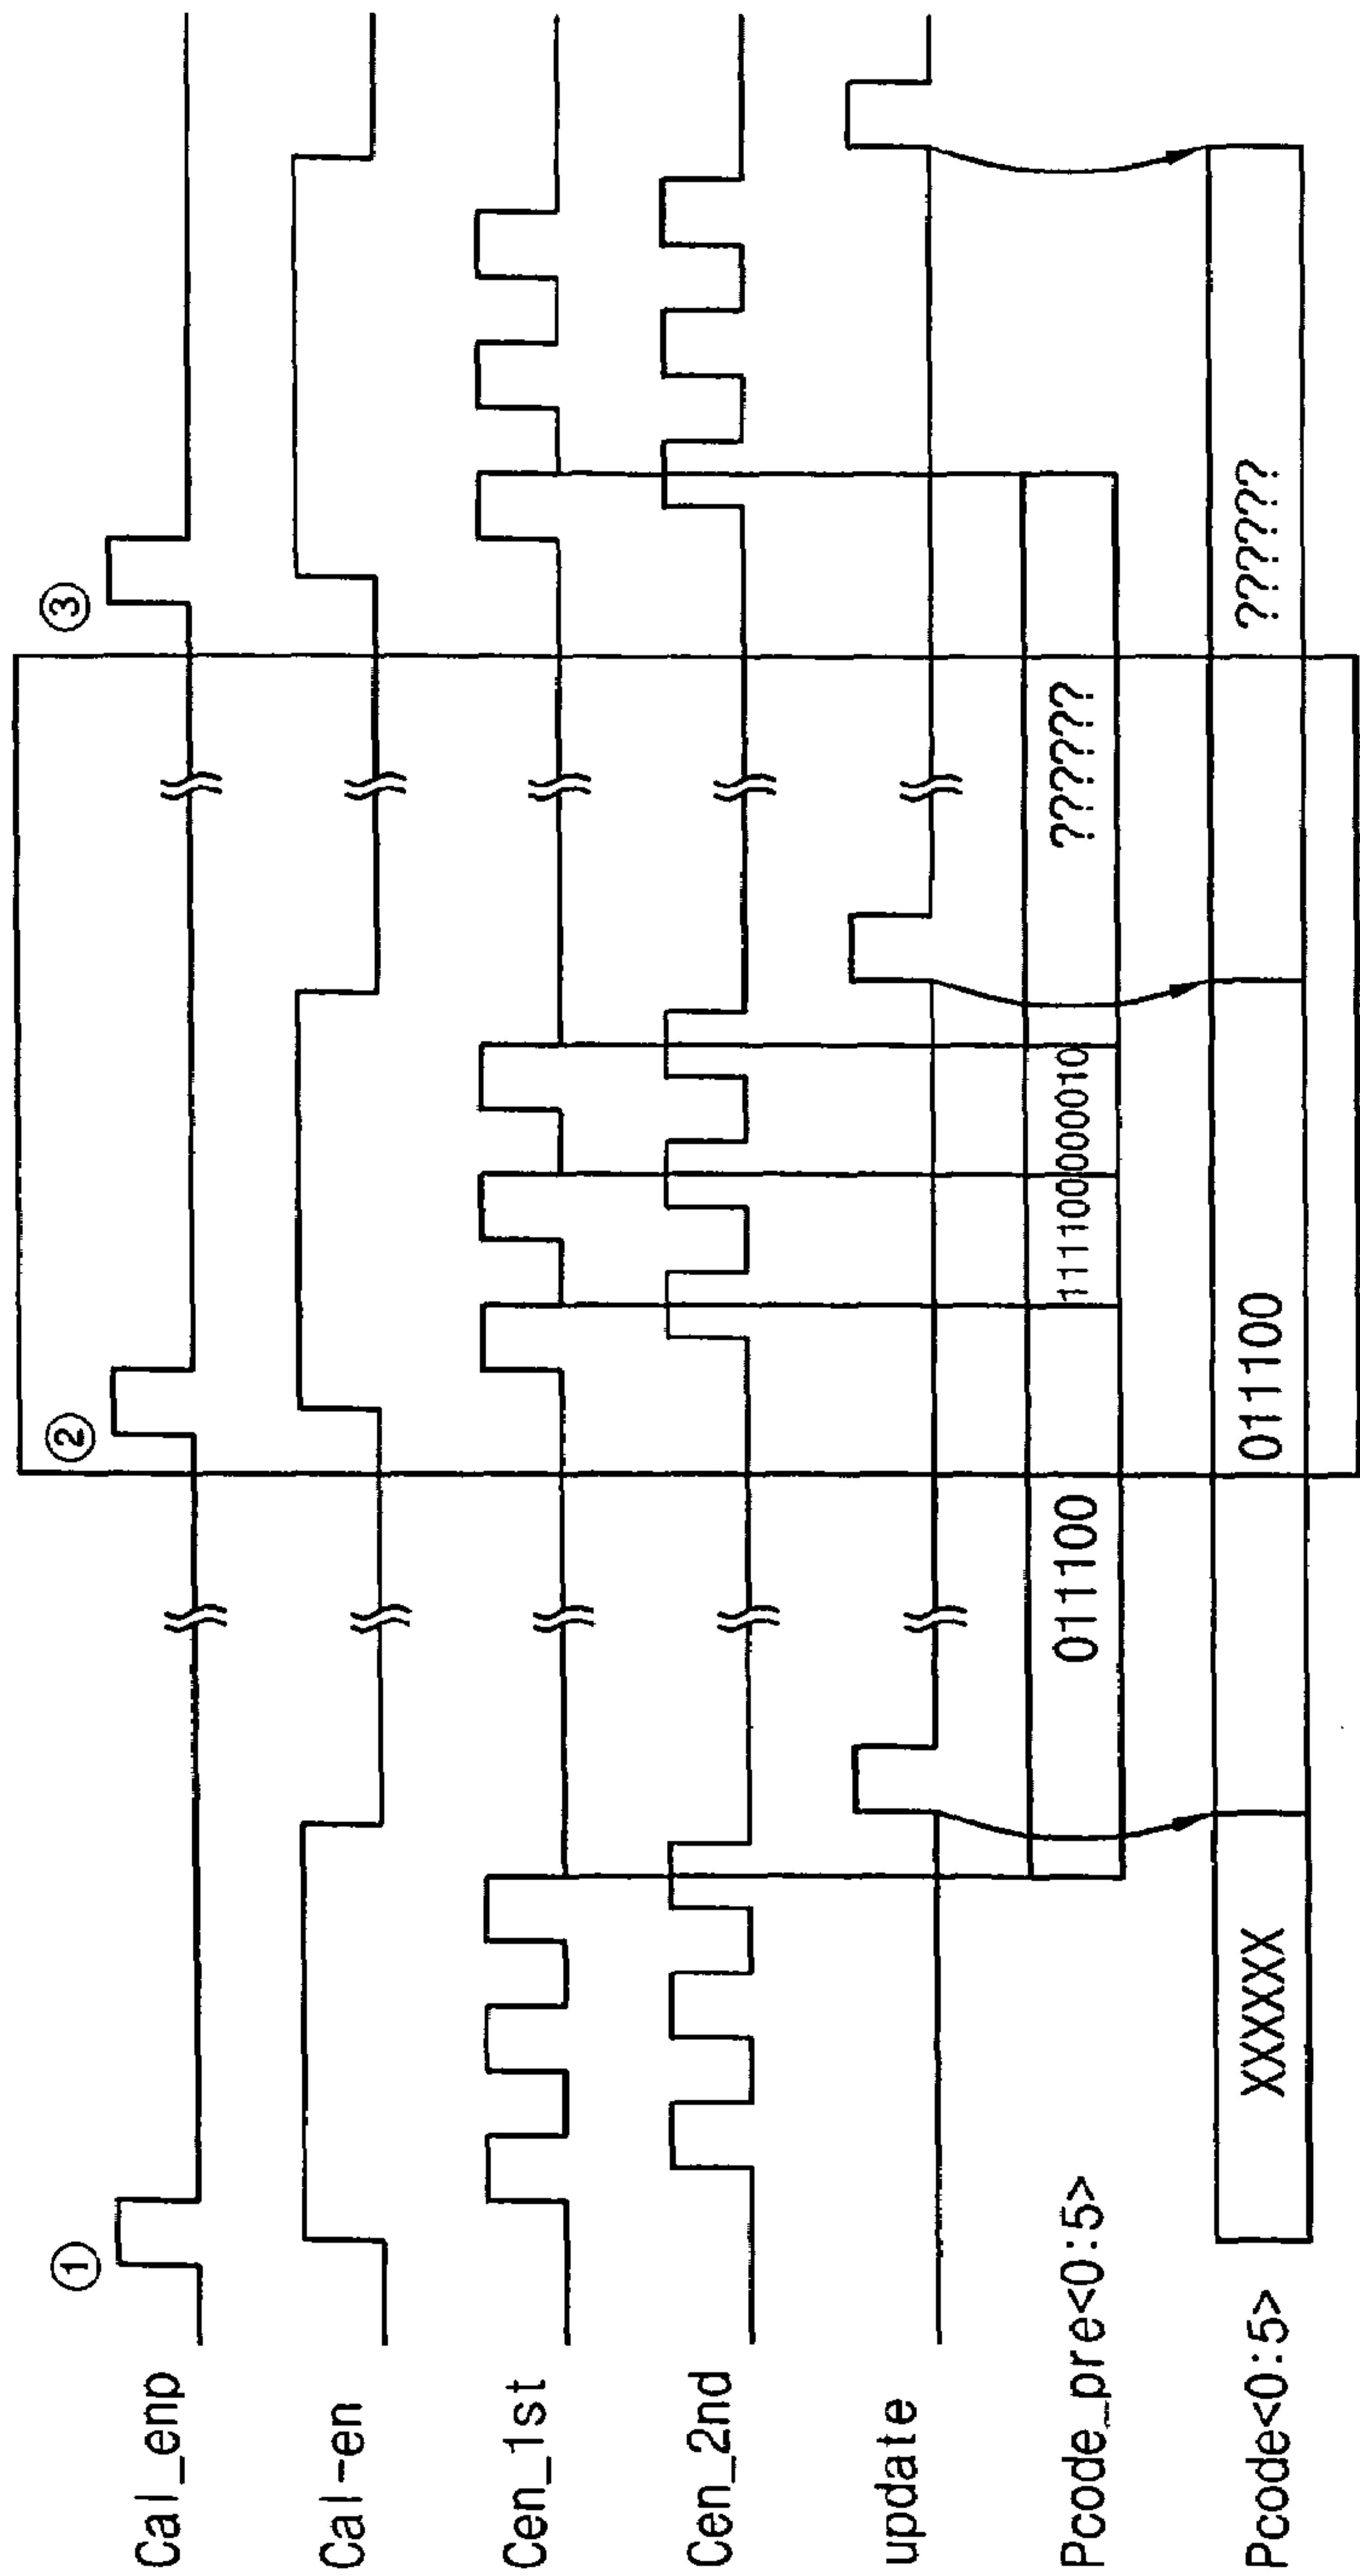 ① ② ③
Cal_enp
Cal-en
Cen_1st
Cen_2nd
update
Pcode_pre<0:5> 011100 111100 000010 ??????
Pcode<0:5> XXXXXX 011100 ??????